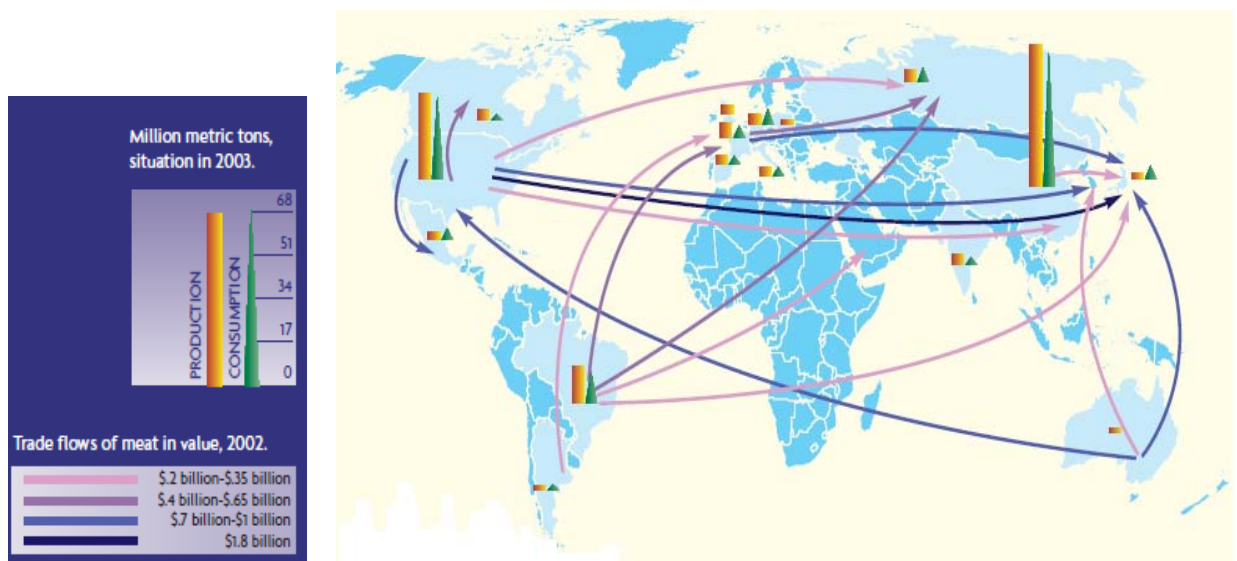 Million metric tons,
situation in 2003.
68
51
34
17
0
PRODUCTION
CONSUMPTION
Trade flows of meat in value, 2002.
$.2 billion-$.35 billion
$.4 billion-$.65 billion
$.7 billion-$1 billion
$1.8 billion